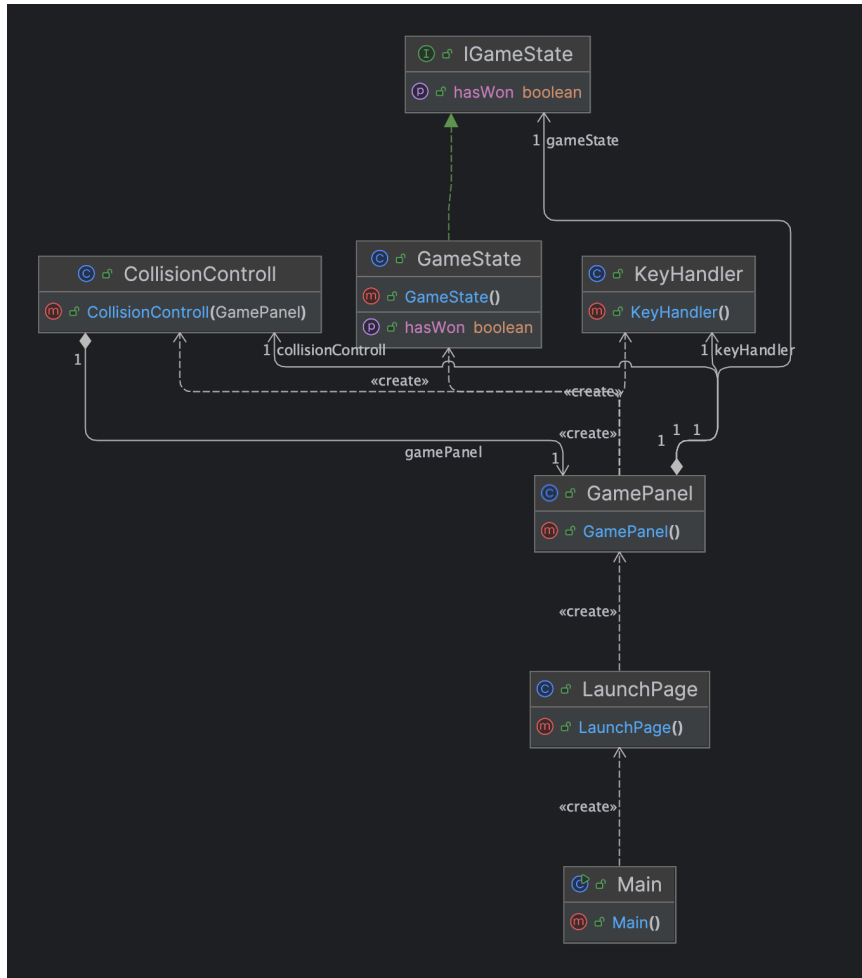 IGameState
hasWon boolean
1 gameState
CollisionControll
CollisionControll(GamePanel)
GameState
GameState()
hasWon boolean
KeyHandler
KeyHandler()
1
1 collisionControll
1 keyHandler
«create»
«create»
«create»
gamePanel
1
1
1
1
GamePanel
GamePanel()
«create»
LaunchPage
LaunchPage()
«create»
Main
Main()